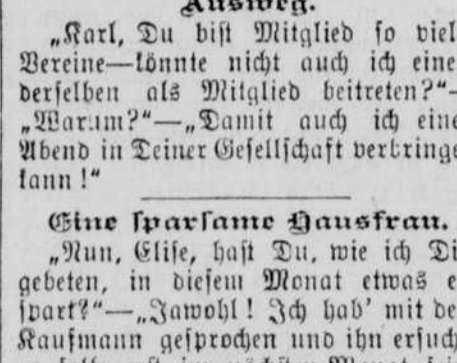 Ausweg.
„Karl, Du bist Mitglied so viel
Vereine—könnte nicht auch ich eine
derselben als Mitglied beitreten?“-
„Warum?“—„Damit auch ich eine
Abend in Deiner Gesellschaft verbringe
kann!“
Eine sparsame Hausfrau.
„Nun, Elise, hast Du, wie ich Di
gebeten, in diesem Monat etwas e
spart?“—„Jawohl! Ich hab' mit de
Kaufmann gesprochen und ihn ersuch